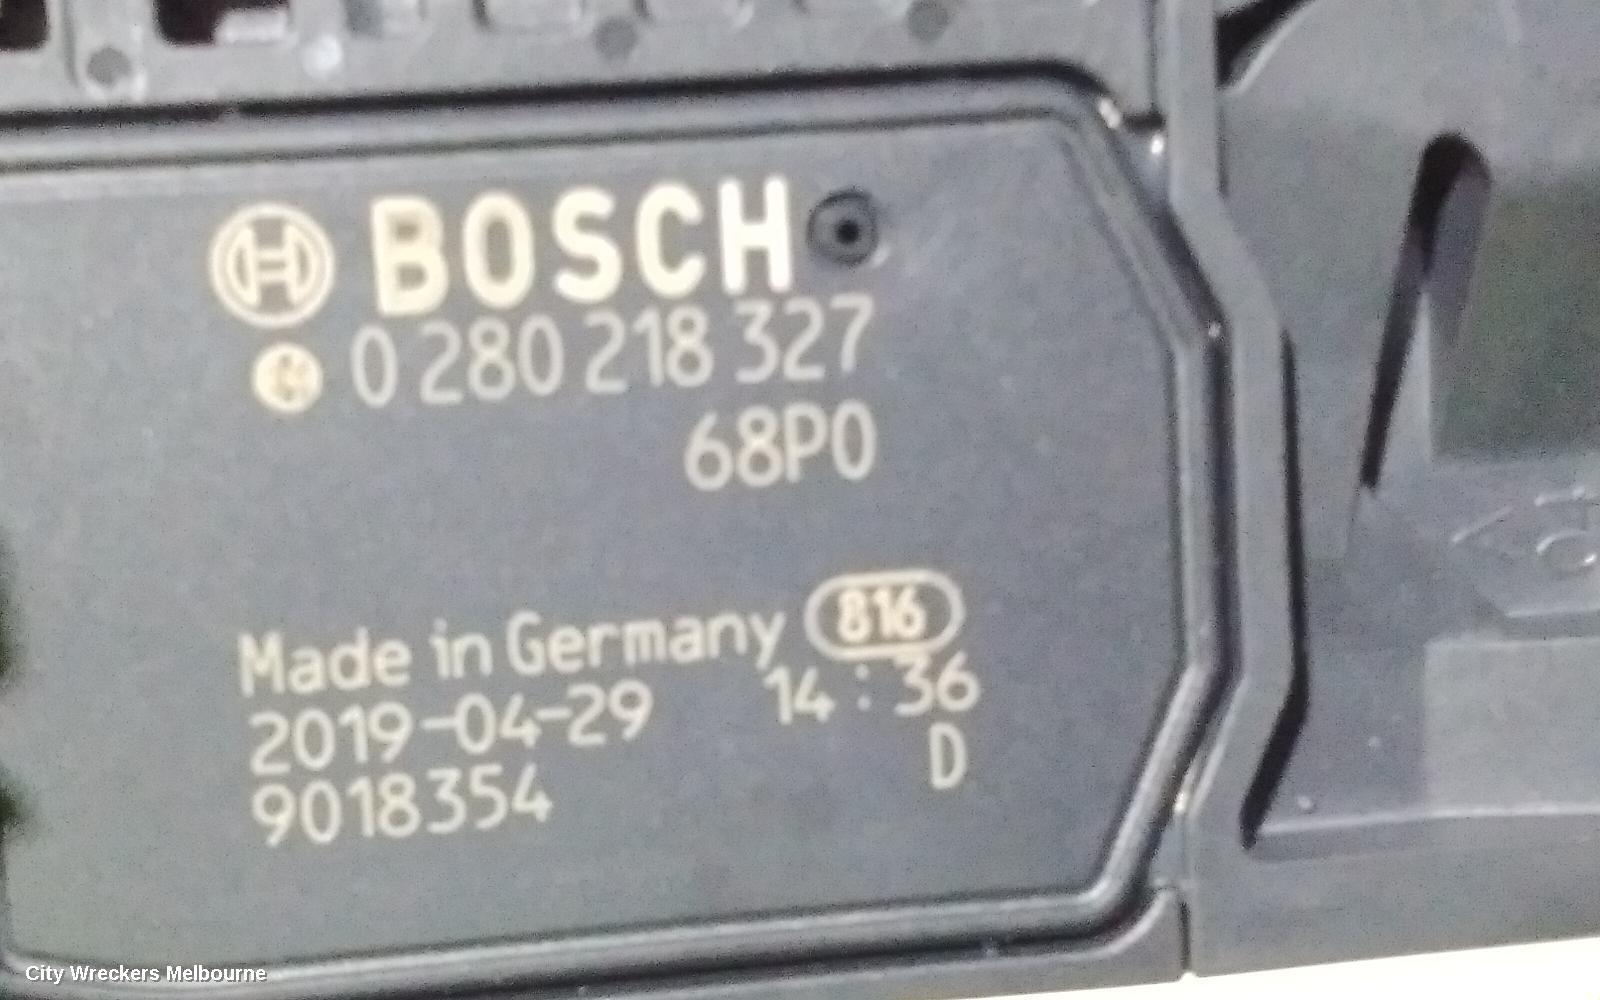 BOSCH
0 280 218 327
68P0
Made in Germany 816
2019-04-29 14:36
D
9018354
City Wreckers Melbourne